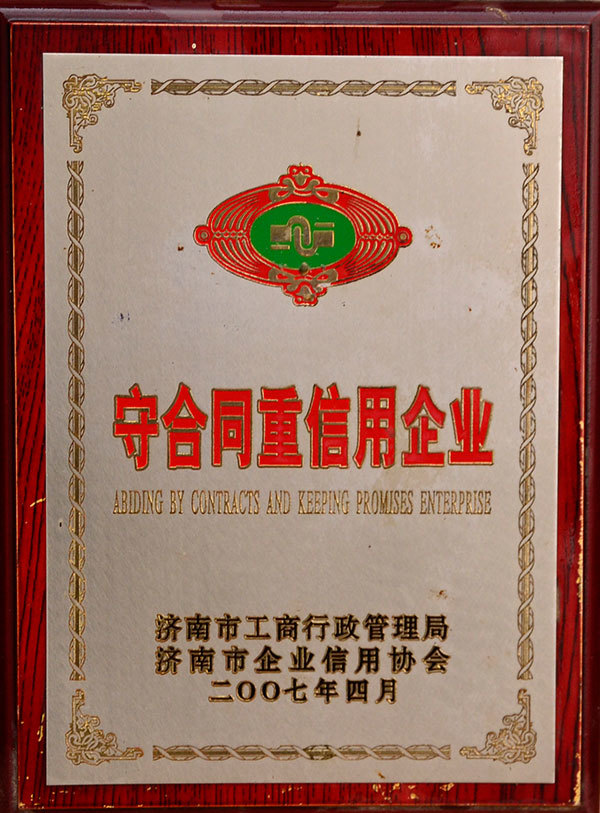 守合同重信用企业
ABIDING BY CONTRACTS AND KEEPING PROMISES ENTERPRISE
济南市工商行政管理局
济南市企业信用协会
二〇〇七年四月